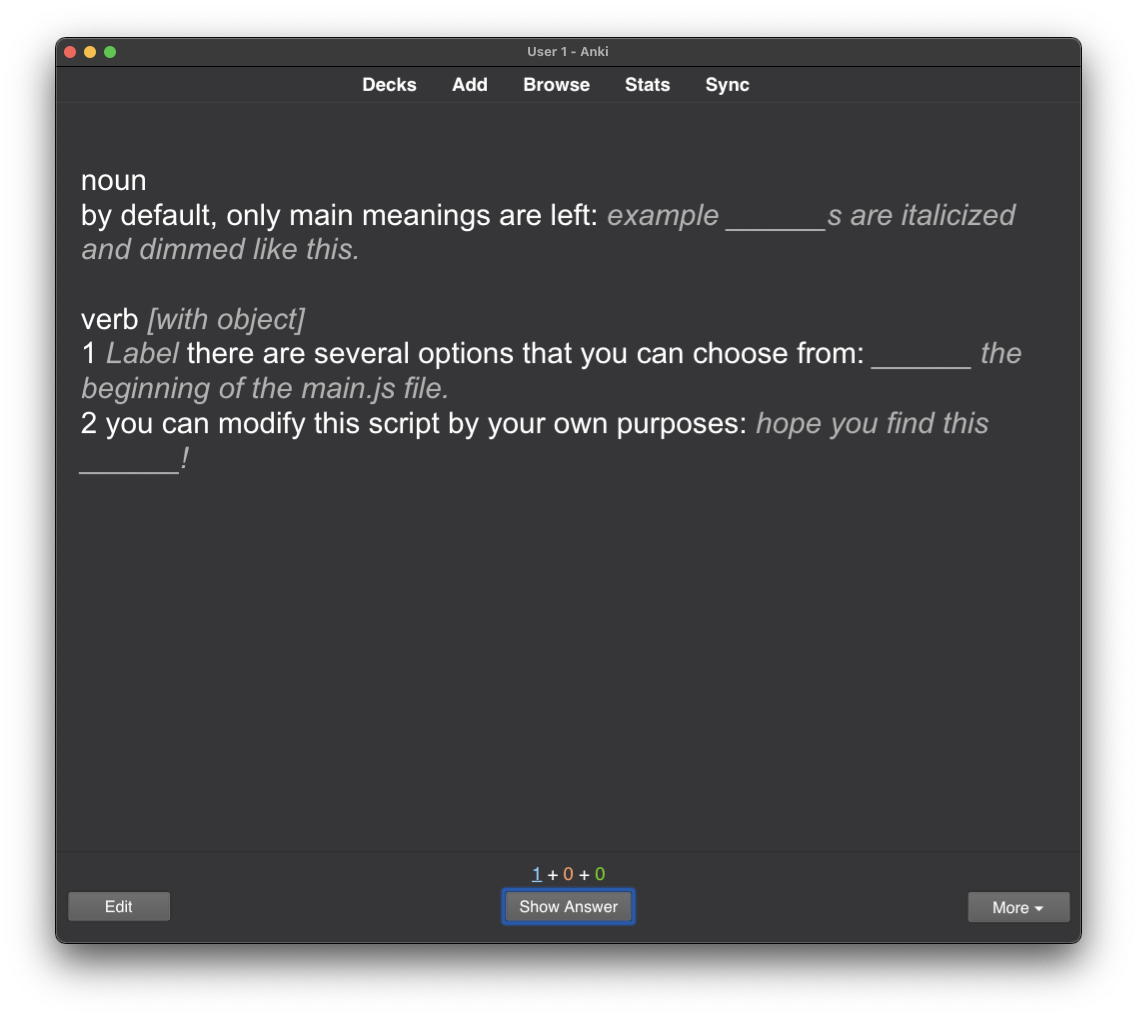 User 1 - Anki
Decks Add Browse Stats Sync
noun
by default, only main meanings are left: example ______s are italicized
and dimmed like this.
verb [with object]
1 Label there are several options that you can choose from: ______ the
beginning of the main.js file.
2 you can modify this script by your own purposes: hope you find this
______!
1 + 0 + 0
Edit Show Answer More